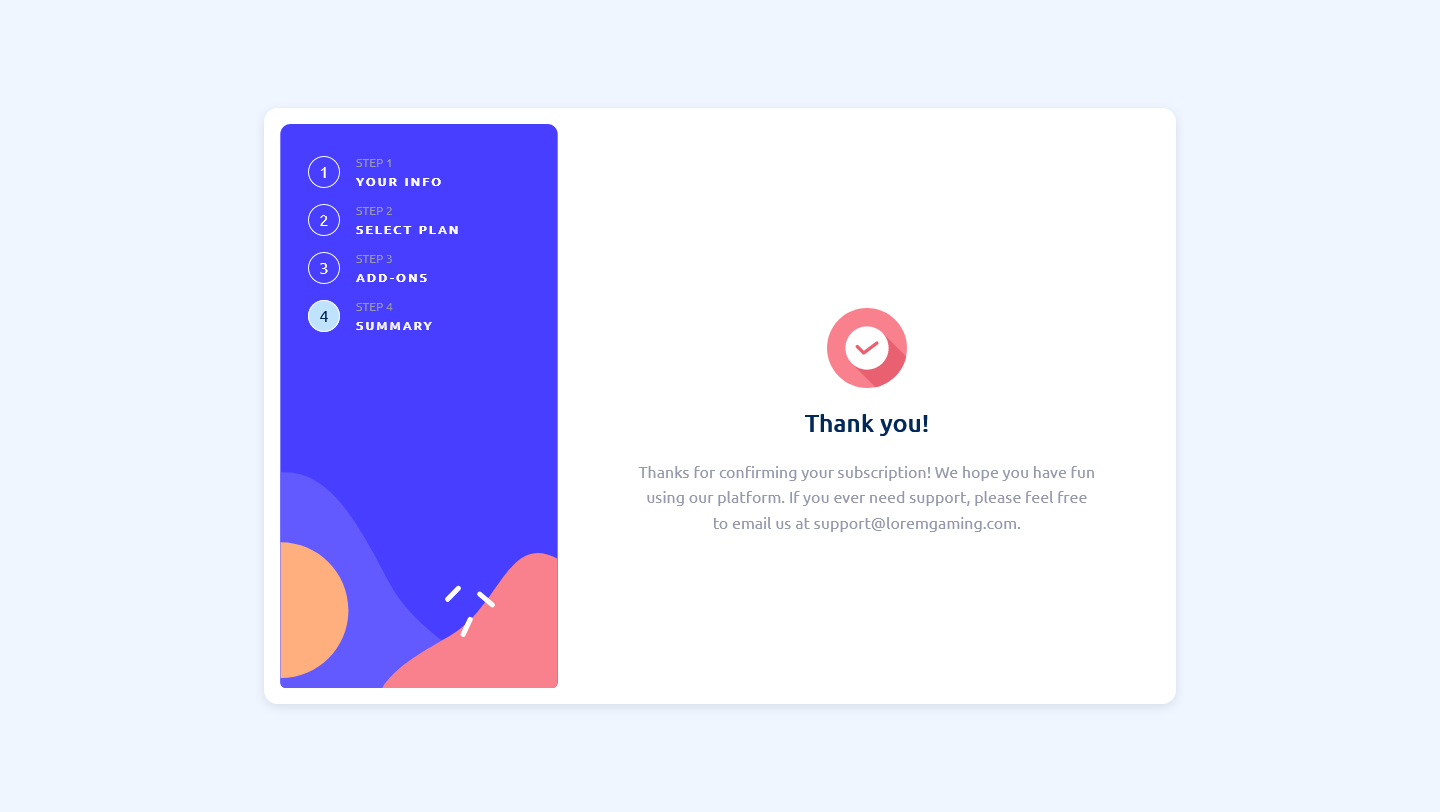 1
STEP 1
YOUR INFO
2
STEP 2
SELECT PLAN
3
STEP 3
ADD-ONS
4
STEP 4
SUMMARY
Thank you!
Thanks for confirming your subscription! We hope you have fun
using our platform. If you ever need support, please feel free
to email us at support@loremgaming.com.